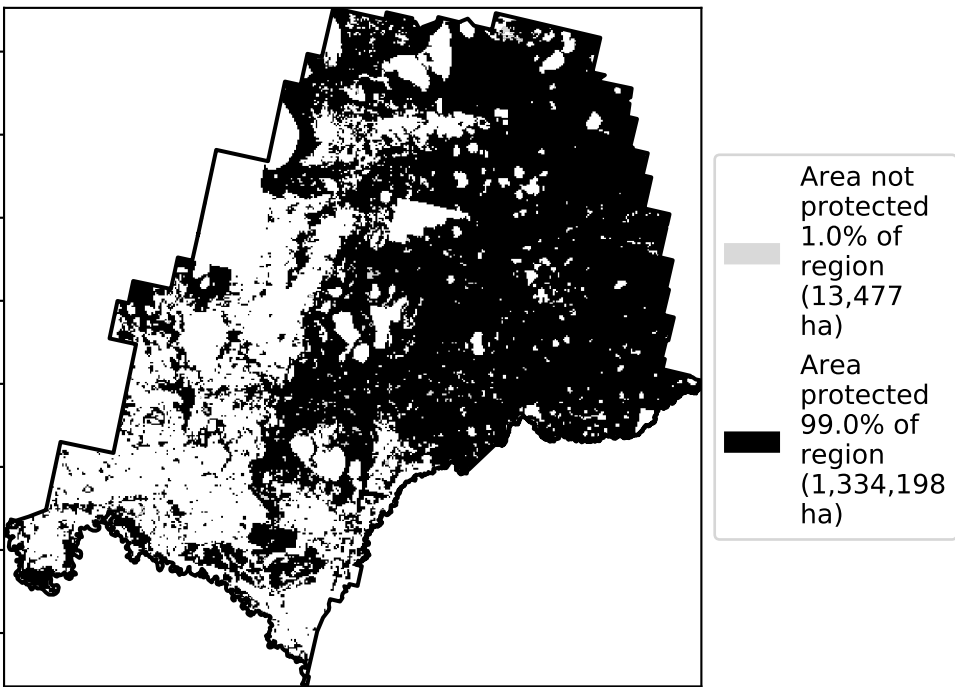 Area not
protected
1.0% of
region
(13,477
ha)
Area
protected
99.0% of
region
(1,334,198
ha)